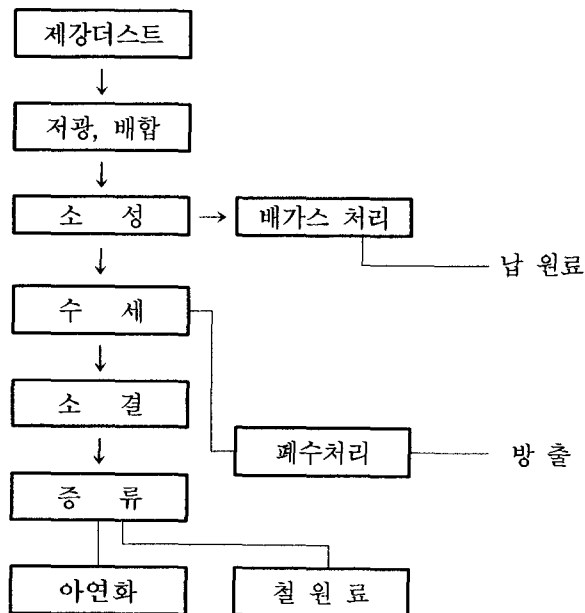 제강더스트
저광, 배합
소 성
배가스 처리
납 원료
수 세
소 결
폐수처리
방 출
증 류
아연화
철 원 료